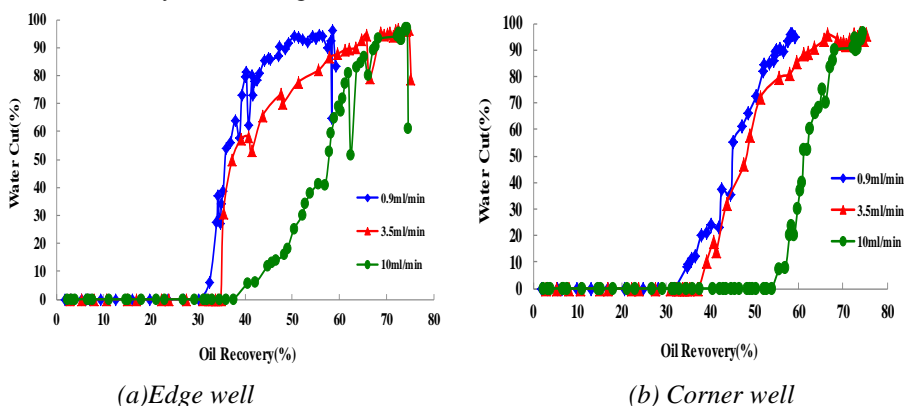 Water Cut(%)
100
90
80
70
60
50
40
30
20
10
0
0 10 20 30 40 50 60 70 80
Oil Recovery(%)
0.9ml/min
3.5ml/min
10ml/min
(a)Edge well
Water Cut(%)
100
90
80
70
60
50
40
30
20
10
0
0 10 20 30 40 50 60 70 80
Oil Revovery(%)
0.9ml/min
3.5ml/min
10ml/min
(b) Corner well